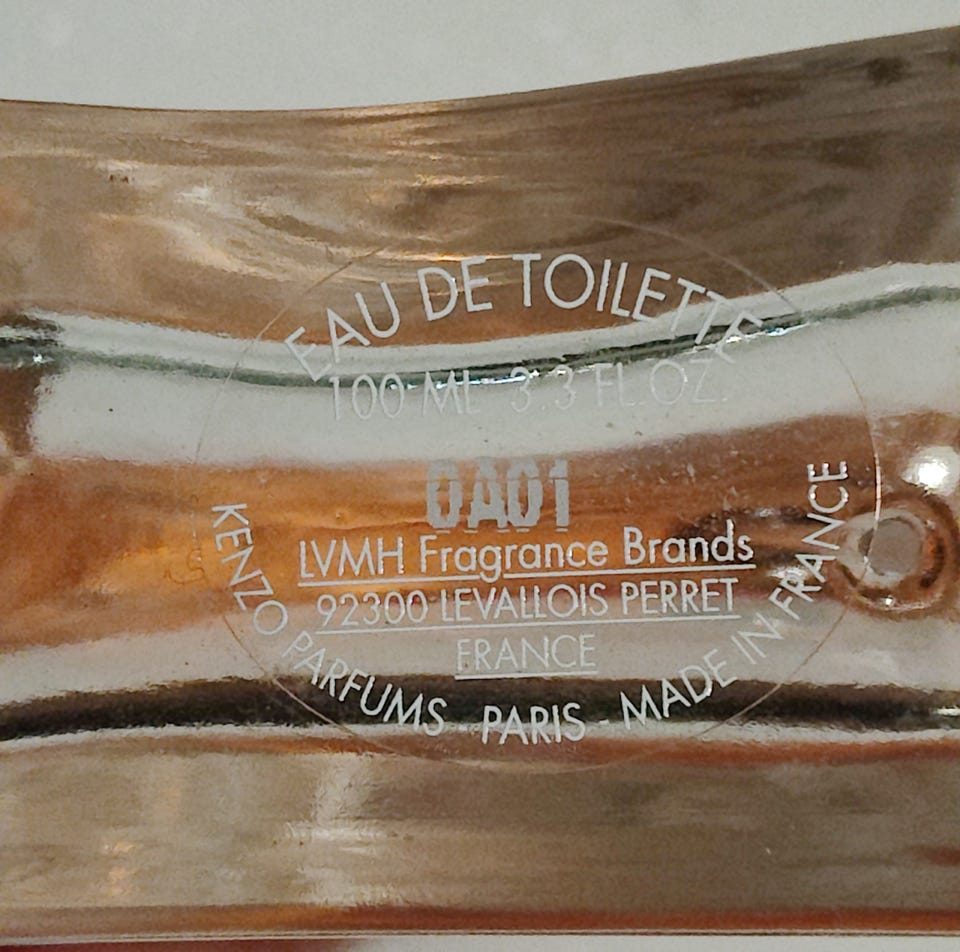 EAU DE TOILETTE
100 ML 3.3 FL.OZ.
0A01
LVMH Fragrance Brands
92300 LEVALLOIS PERRET
FRANCE
KENZO PARFUMS - PARIS - MADE IN FRANCE